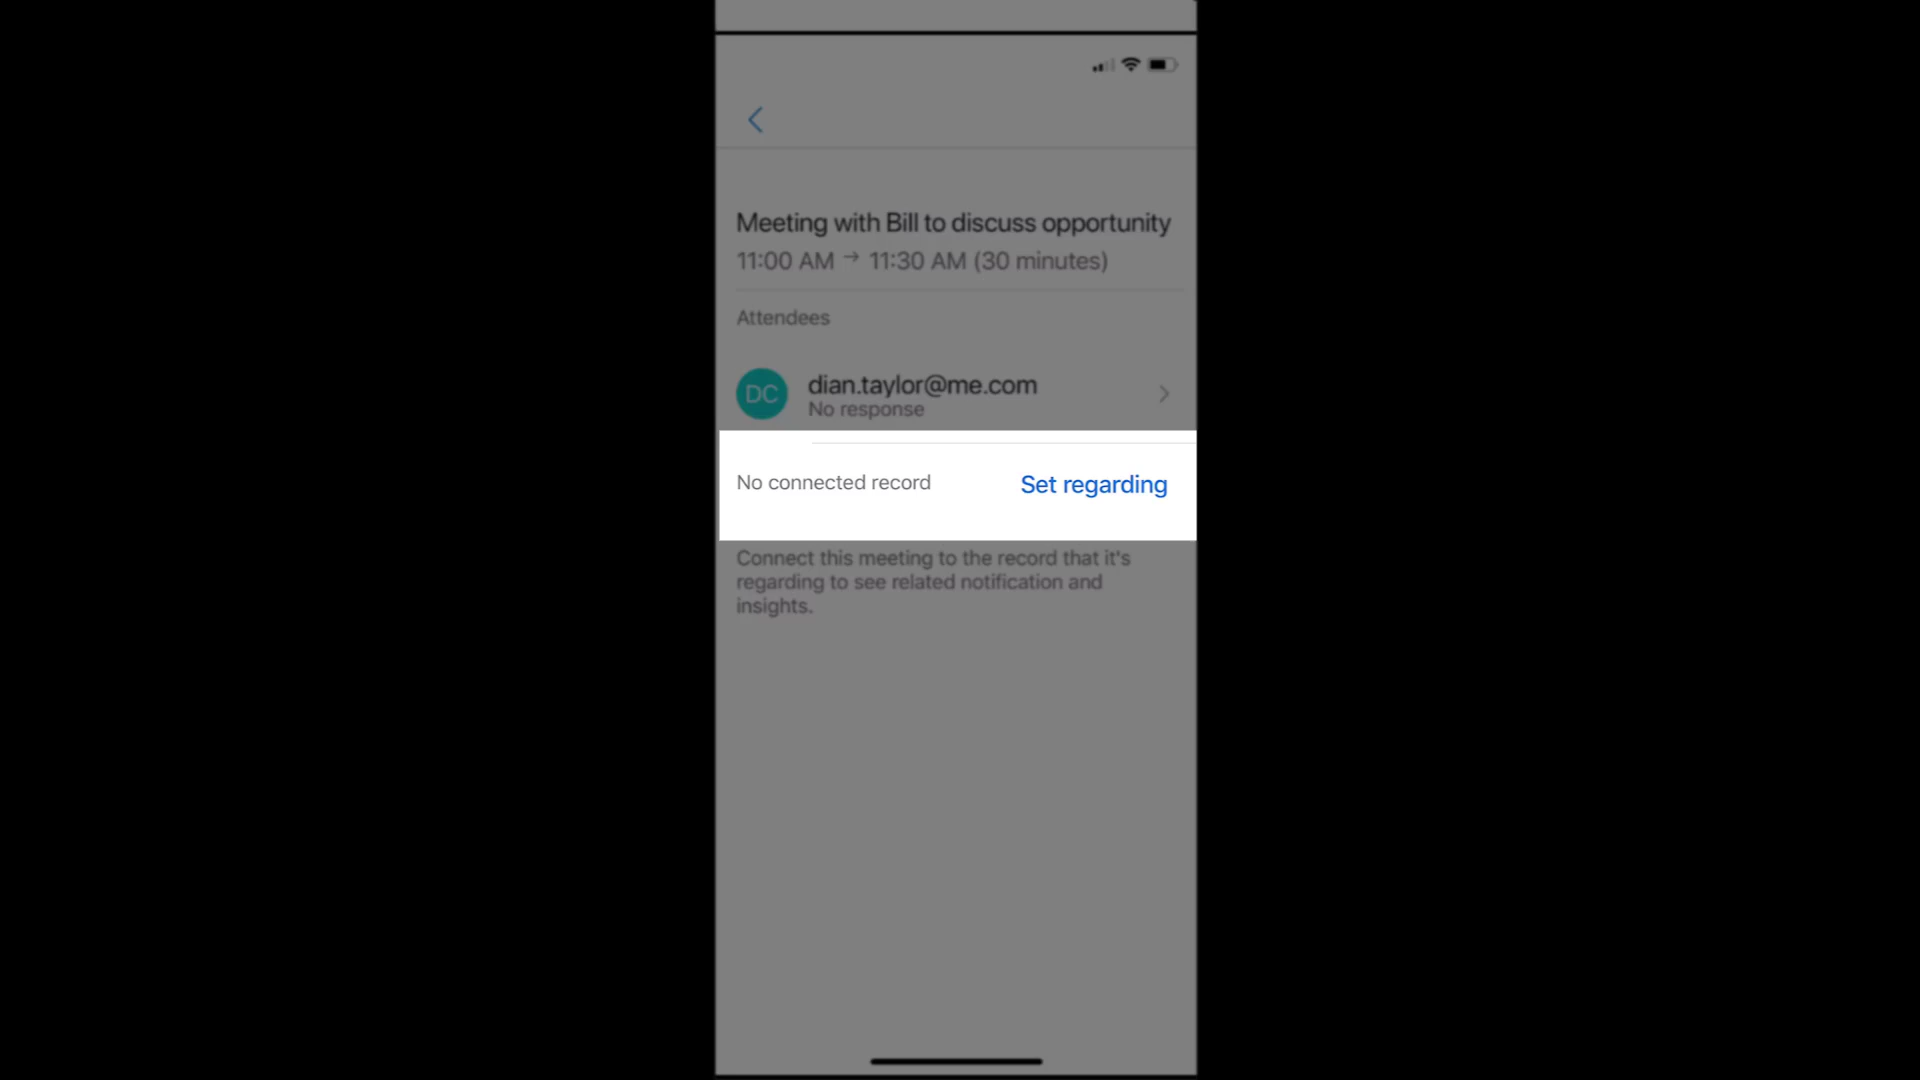 Meeting with Bill to discuss opportunity
11:00 AM → 11:30 AM (30 minutes)
Attendees
DC
dian.taylor@me.com
No response
No connected record
Set regarding
Connect this meeting to the record that it's
regarding to see related notification and
insights.